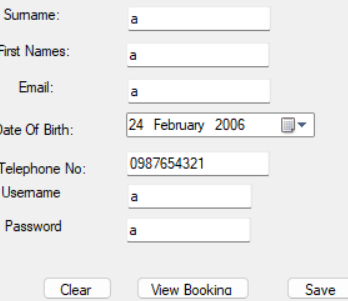 Surname: a
First Names: a
Email: a
Date Of Birth: 24 February 2006
Telephone No: 0987654321
Username a
Password a
Clear View Booking Save